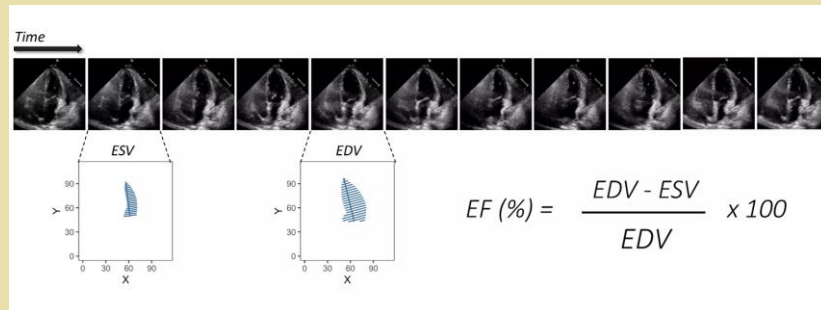 Time
ESV
EDV
90
60
30
0
Y
0 30 60 90
X
90
60
30
0
Y
0 30 60 90
X
EF (%) = EDV - ESV / EDV x 100